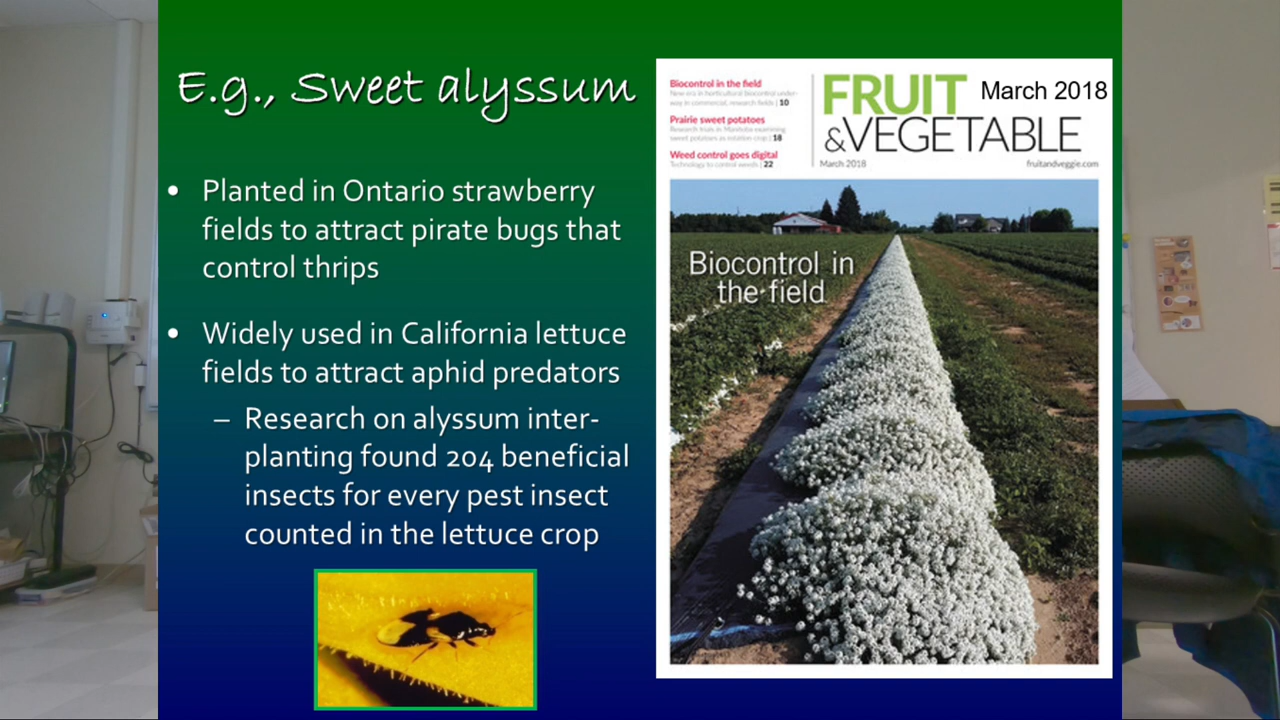 E.g., Sweet alyssum
• Planted in Ontario strawberry
fields to attract pirate bugs that
control thrips
• Widely used in California lettuce
fields to attract aphid predators
– Research on alyssum inter-
planting found 204 beneficial
insects for every pest insect
counted in the lettuce crop
Biocontrol in the field
New era in horticultural biocontrol under-
way in commercial, research fields | 10
Prairie sweet potatoes
Research trials in Manitoba examining
sweet potatoes as rotation crop | 18
Weed control goes digital
Technology to control weeds | 22
FRUIT
&VEGETABLE
March 2018
March 2018
fruitandveggie.com
Biocontrol in
the field